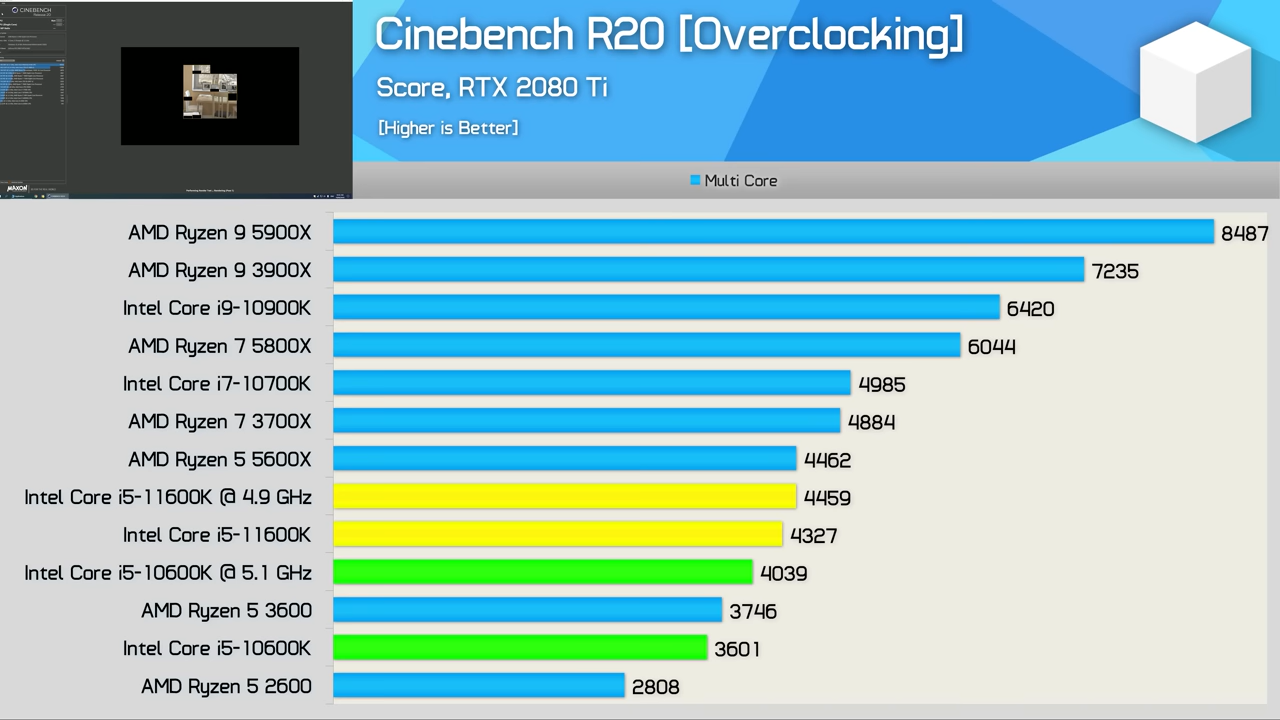 CINEBENCH
Cinebench R20 [Overclocking]
Score, RTX 2080 Ti
[Higher is Better]
MAXON
Multi Core
AMD Ryzen 9 5900X 8487
AMD Ryzen 9 3900X 7235
Intel Core i9-10900K 6420
AMD Ryzen 7 5800X 6044
Intel Core i7-10700K 4985
AMD Ryzen 7 3700X 4884
AMD Ryzen 5 5600X 4462
Intel Core i5-11600K @ 4.9 GHz 4459
Intel Core i5-11600K 4327
Intel Core i5-10600K @ 5.1 GHz 4039
AMD Ryzen 5 3600 3746
Intel Core i5-10600K 3601
AMD Ryzen 5 2600 2808